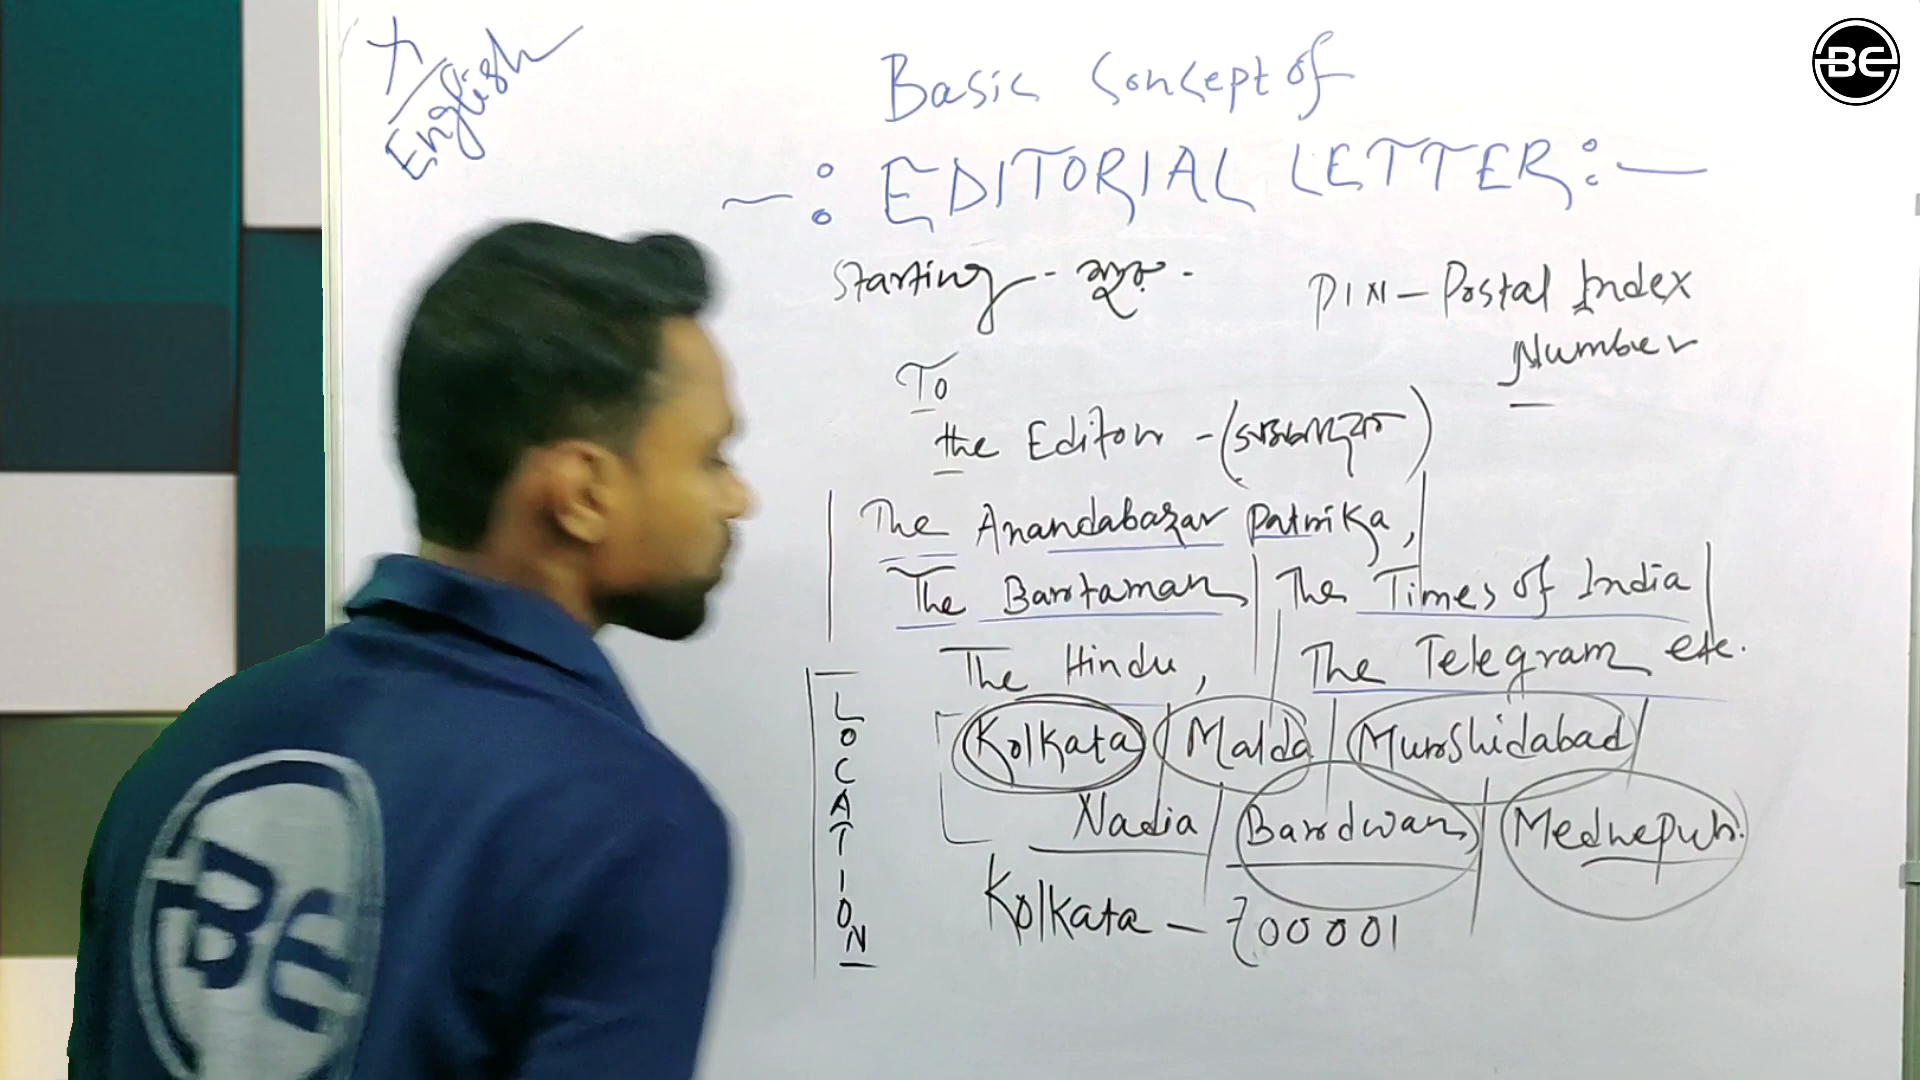 BE
English
Basic Concept of
—: EDITORIAL LETTER :—
Starting - শুরু -
PIN - Postal Index
Number
To
the Editor - ( )
The Anandabazar Patrika,
The Bartaman, The Times of India
The Hindu, The Telegram etc.
LOCATION
Kolkata Malda Murshidabad
Nadia Bardwan, Mednepur.
Kolkata - 700001
BE